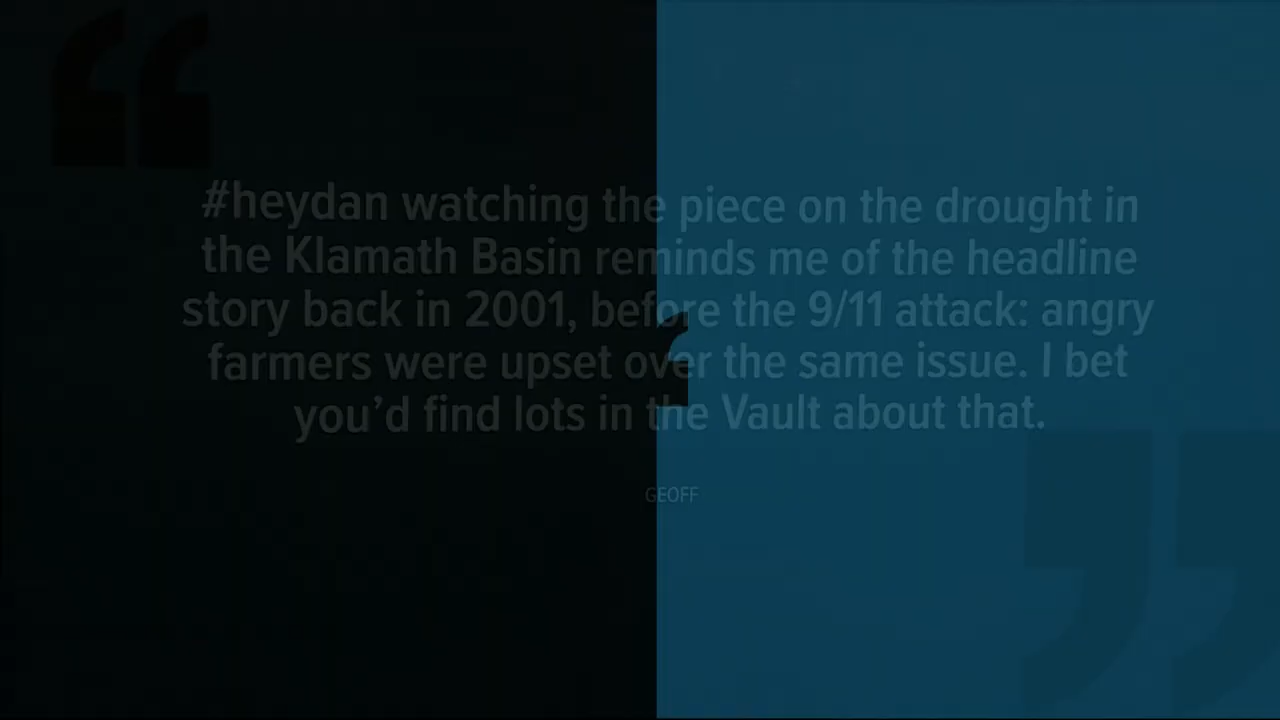 #heydan watching the piece on the drought in
the Klamath Basin reminds me of the headline
story back in 2001, before the 9/11 attack: angry
farmers were upset over the same issue. I bet
you’d find lots in the Vault about that.
GEOFF